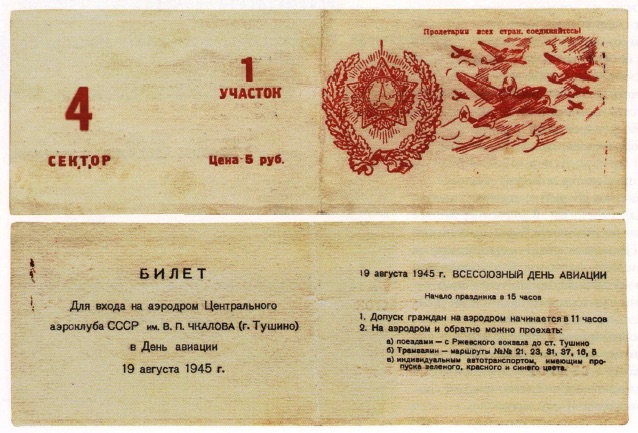 4
СЕКТОР
1
УЧАСТОК
Цена 5 руб.
Пролетарии всех стран, соединяйтесь!
БИЛЕТ
Для входа на аэродром Центрального
аэроклуба СССР им. В. П. ЧКАЛОВА (г. Тушино)
в День авиации
19 августа 1945 г.
19 августа 1945 г. ВСЕСОЮЗНЫЙ ДЕНЬ АВИАЦИИ
Начало праздника в 15 часов
1. Допуск граждан на аэродром начинается в 11 часов
2. На аэродром и обратно можно проехать:
а) поездами — с Ржевского вокзала до ст. Тушино
б) Трамваями — маршруты №№ 21, 23, 31, 37, 16, 5
в) индивидуальным автотранспортом, имеющим про-
пуска зеленого, красного и синего цвета.